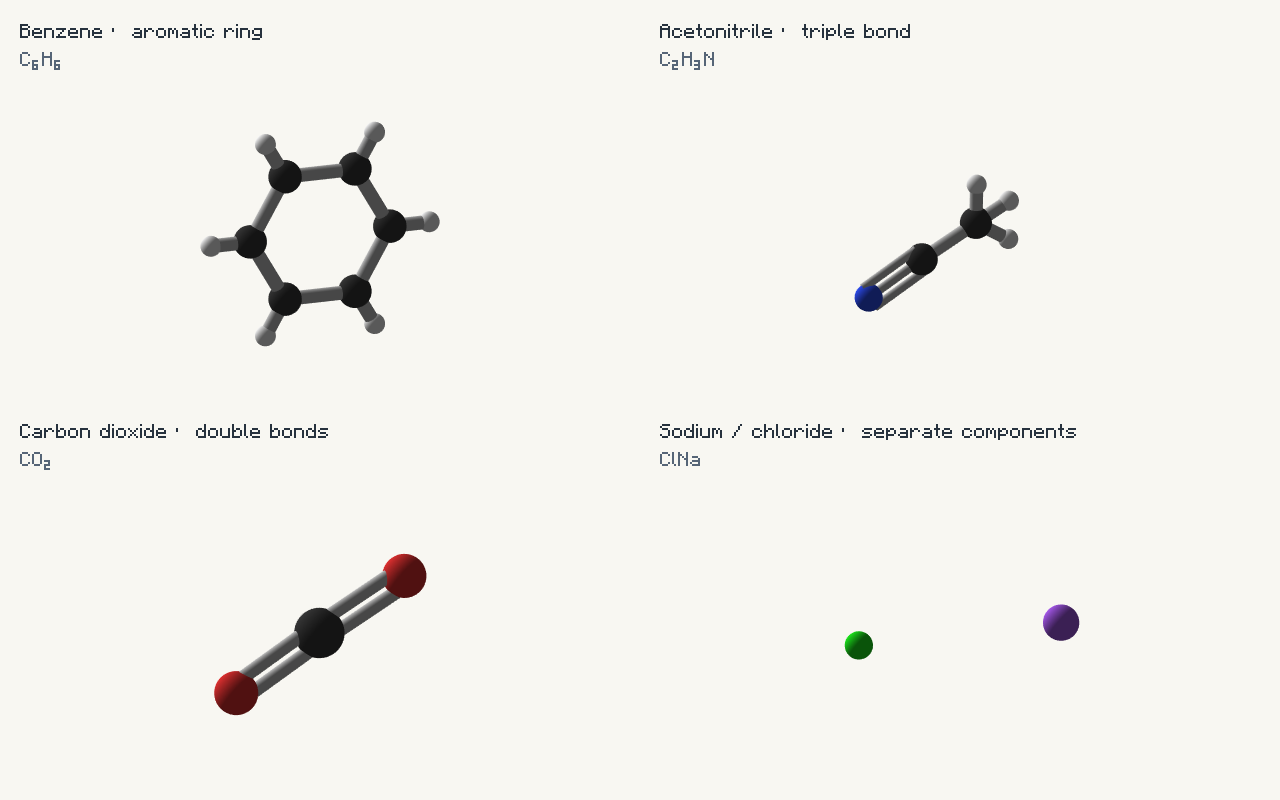 Benzene · aromatic ring
C₆H₆
Acetonitrile · triple bond
C₂H₃N
Carbon dioxide · double bonds
CO₂
Sodium / chloride · separate components
ClNa